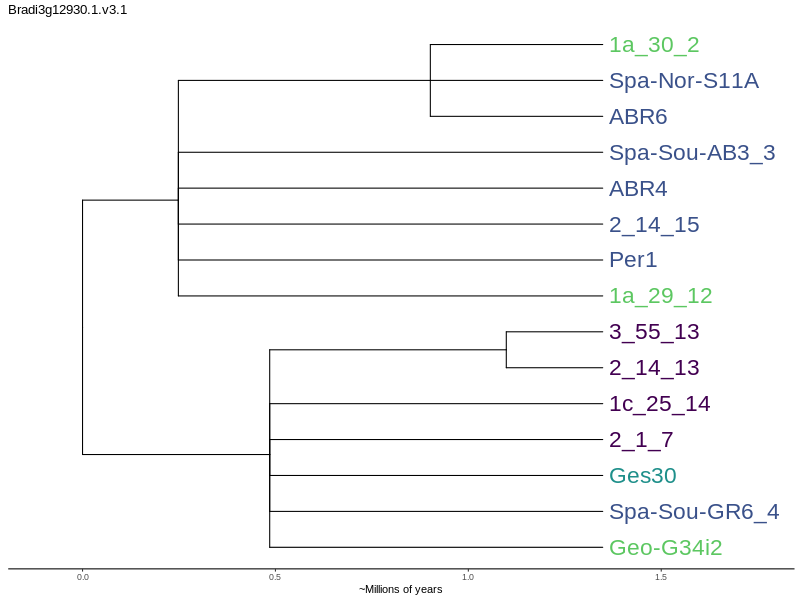 Bradi3g12930.1.v3.1
1a_30_2
Spa-Nor-S11A
ABR6
Spa-Sou-AB3_3
ABR4
2_14_15
Per1
1a_29_12
3_55_13
2_14_13
1c_25_14
2_1_7
Ges30
Spa-Sou-GR6_4
Geo-G34i2
0.0 0.5 1.0 1.5
~Millions of years